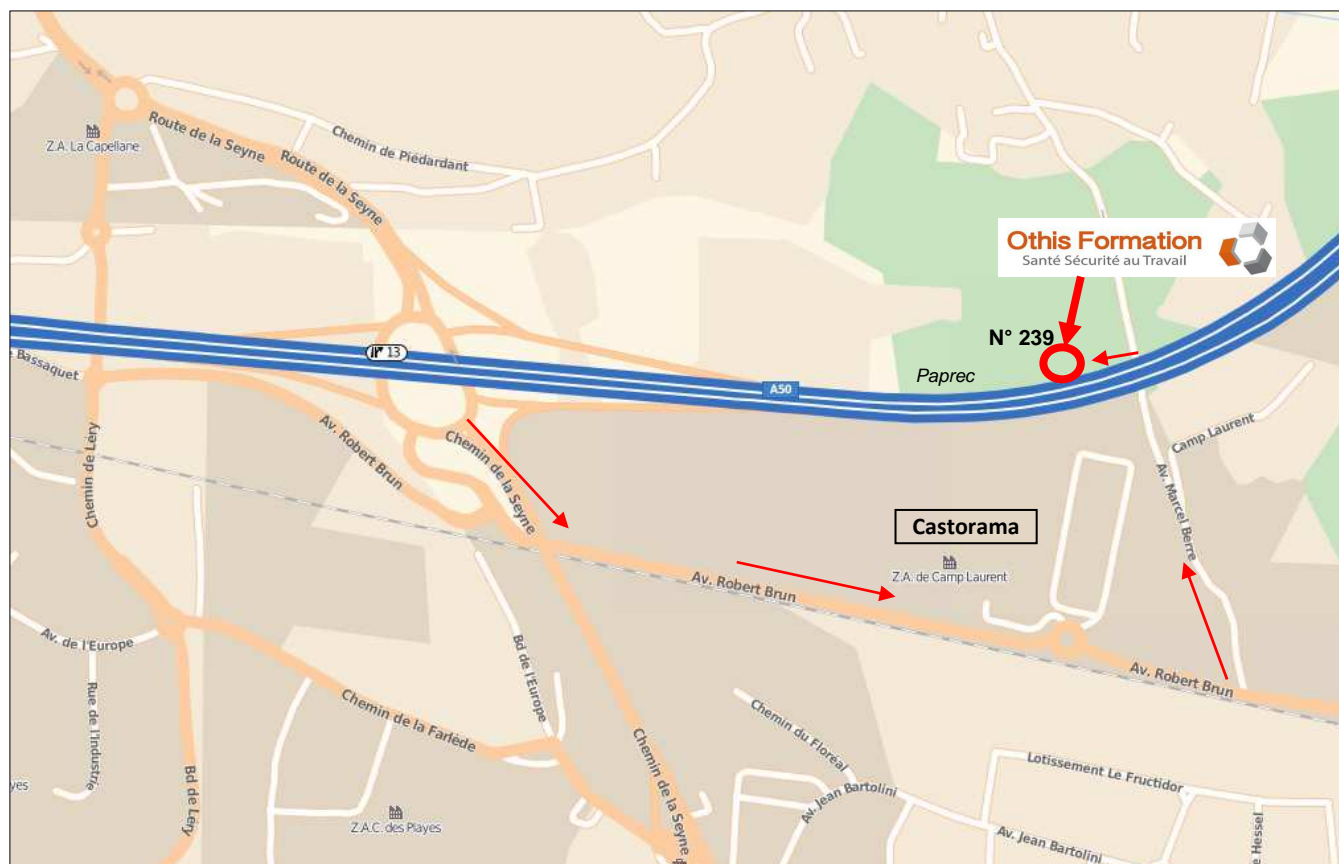 Z.A. La Capellane
Route de la Seyne
Route de la Seyne
Chemin de Piédardant
Othis Formation
Santé Sécurité au Travail
N° 239
Paprec
13
A50
Bassaquet
Chemin de Léry
Av. Robert Brun
Chemin de la Seyne
Camp Laurent
Av. Marcel Berre
Castorama
Z.A. de Camp Laurent
Av. Robert Brun
Av. Robert Brun
Av. de l'Europe
Rue de l'Industrie
Bd de l'Europe
Chemin de la Farlède
Chemin de la Seyne
Chemin du Floréal
Lotissement Le Fructidor
Bd de Léry
yes
Z.A.C. des Playes
Av. Jean Bartolini
Av. Jean Bartolini
Hessel